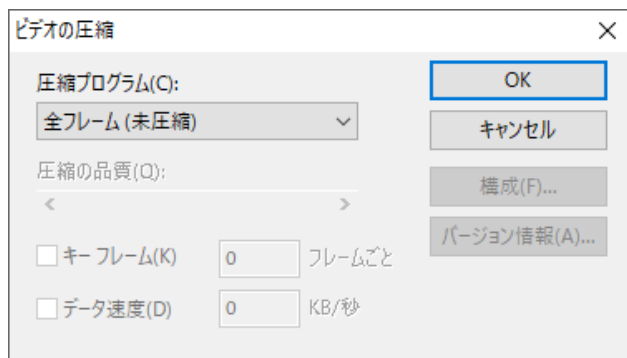 ビデオの圧縮
圧縮プログラム(C):
全フレーム (未圧縮)
圧縮の品質(Q):
キー フレーム(K) 0 フレームごと
データ速度(D) 0 KB/秒
OK
キャンセル
構成(F)...
バージョン情報(A)...